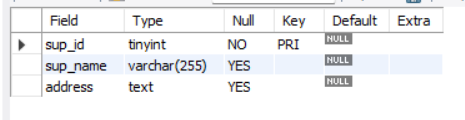 Field Type Null Key Default Extra
sup_id tinyint NO PRI NULL
sup_name varchar(255) YES NULL
address text YES NULL